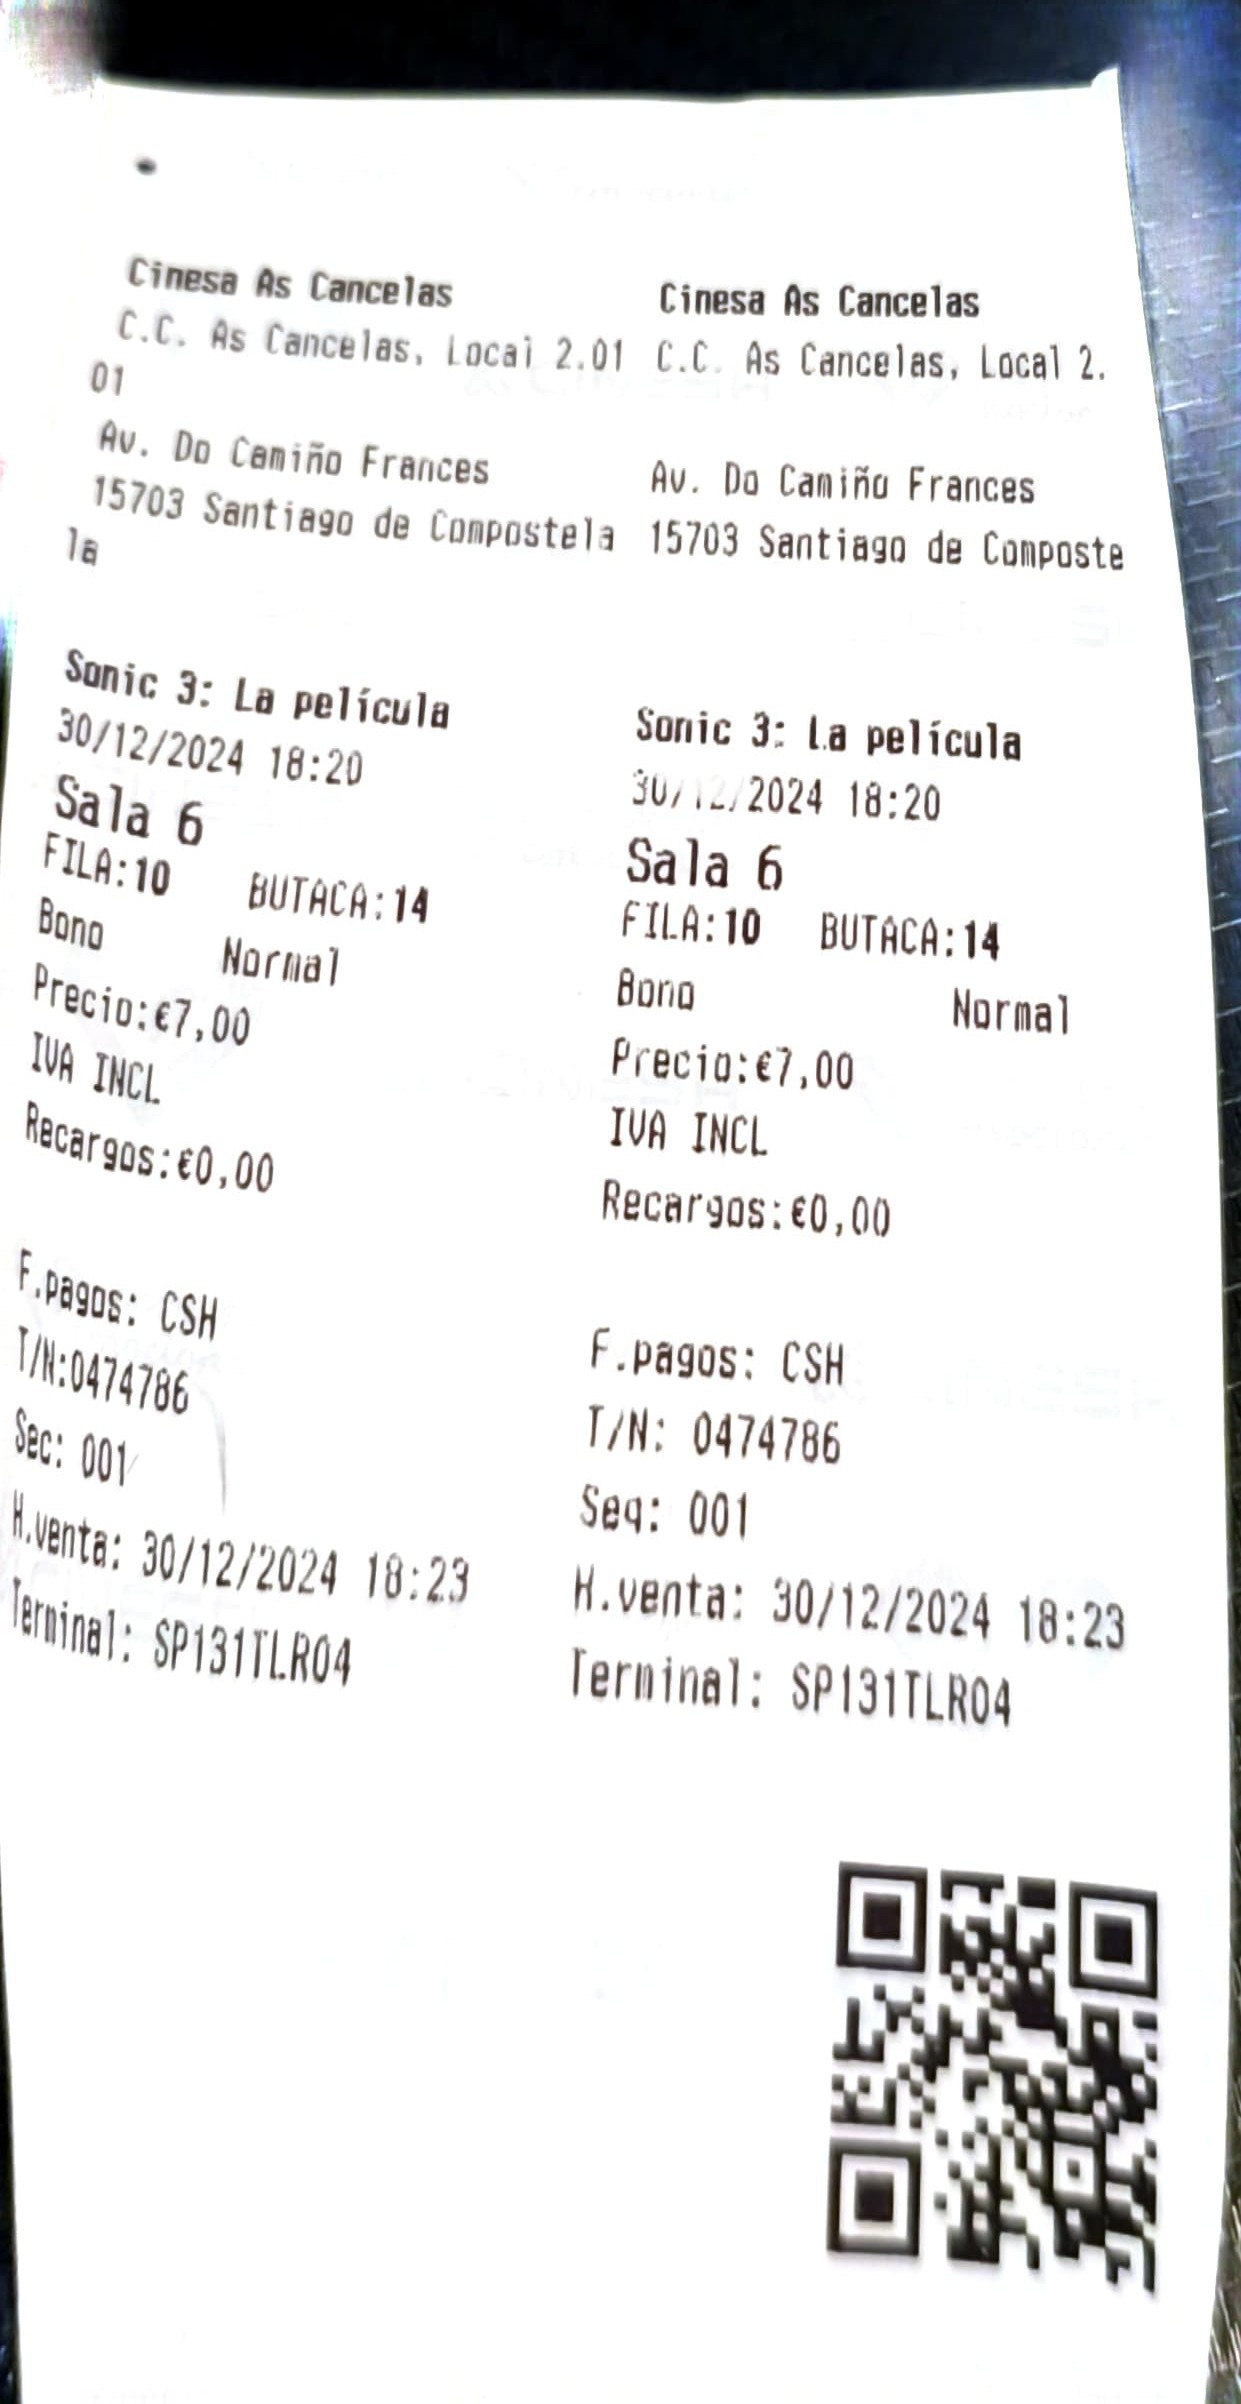 Cinesa As Cancelas Cinesa As Cancelas
C.C. As Cancelas, Local 2.01 C.C. As Cancelas, Local 2.
01
Av. Do Camiño Frances Av. Do Camiño Frances
15703 Santiago de Compostela 15703 Santiago de Composte
la
Sonic 3: La película Sonic 3: La película
30/12/2024 18:20 30/12/2024 18:20
Sala 6 Sala 6
FILA:10 BUTACA:14 FILA:10 BUTACA:14
Bono Normal Bono Normal
Precio:€7,00 Precio:€7,00
IVA INCL IVA INCL
Recargos:€0,00 Recargos:€0,00
F.pagos: CSH F.pagos: CSH
T/N:0474786 T/N: 0474786
Sec: 001 Seq: 001
H.venta: 30/12/2024 18:23 H.venta: 30/12/2024 18:23
Terminal: SP131TLR04 Terminal: SP131TLR04